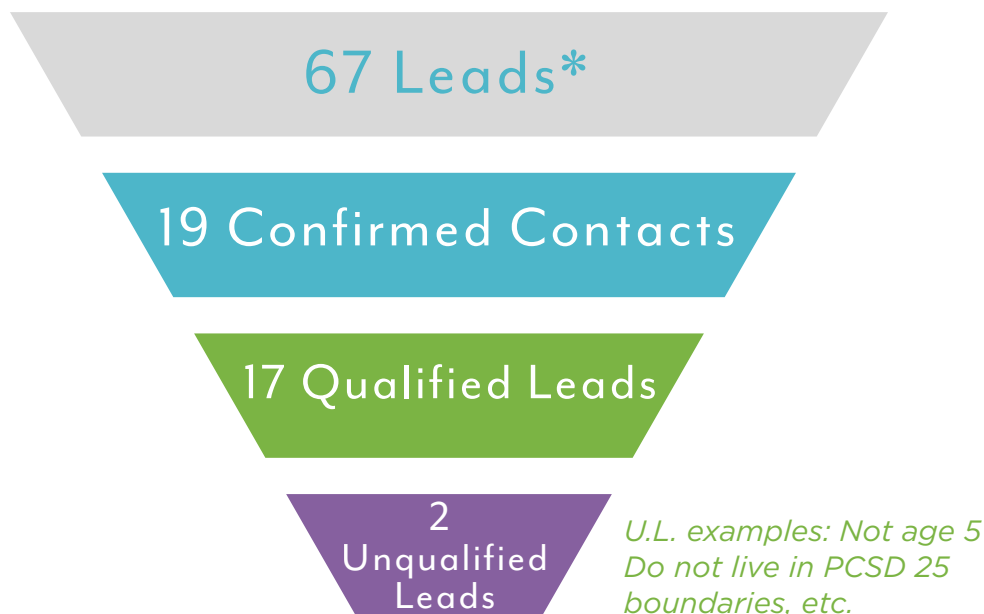 67 Leads*
19 Confirmed Contacts
17 Qualified Leads
2
Unqualified
Leads
U.L. examples: Not age 5
Do not live in PCSD 25
boundaries, etc.